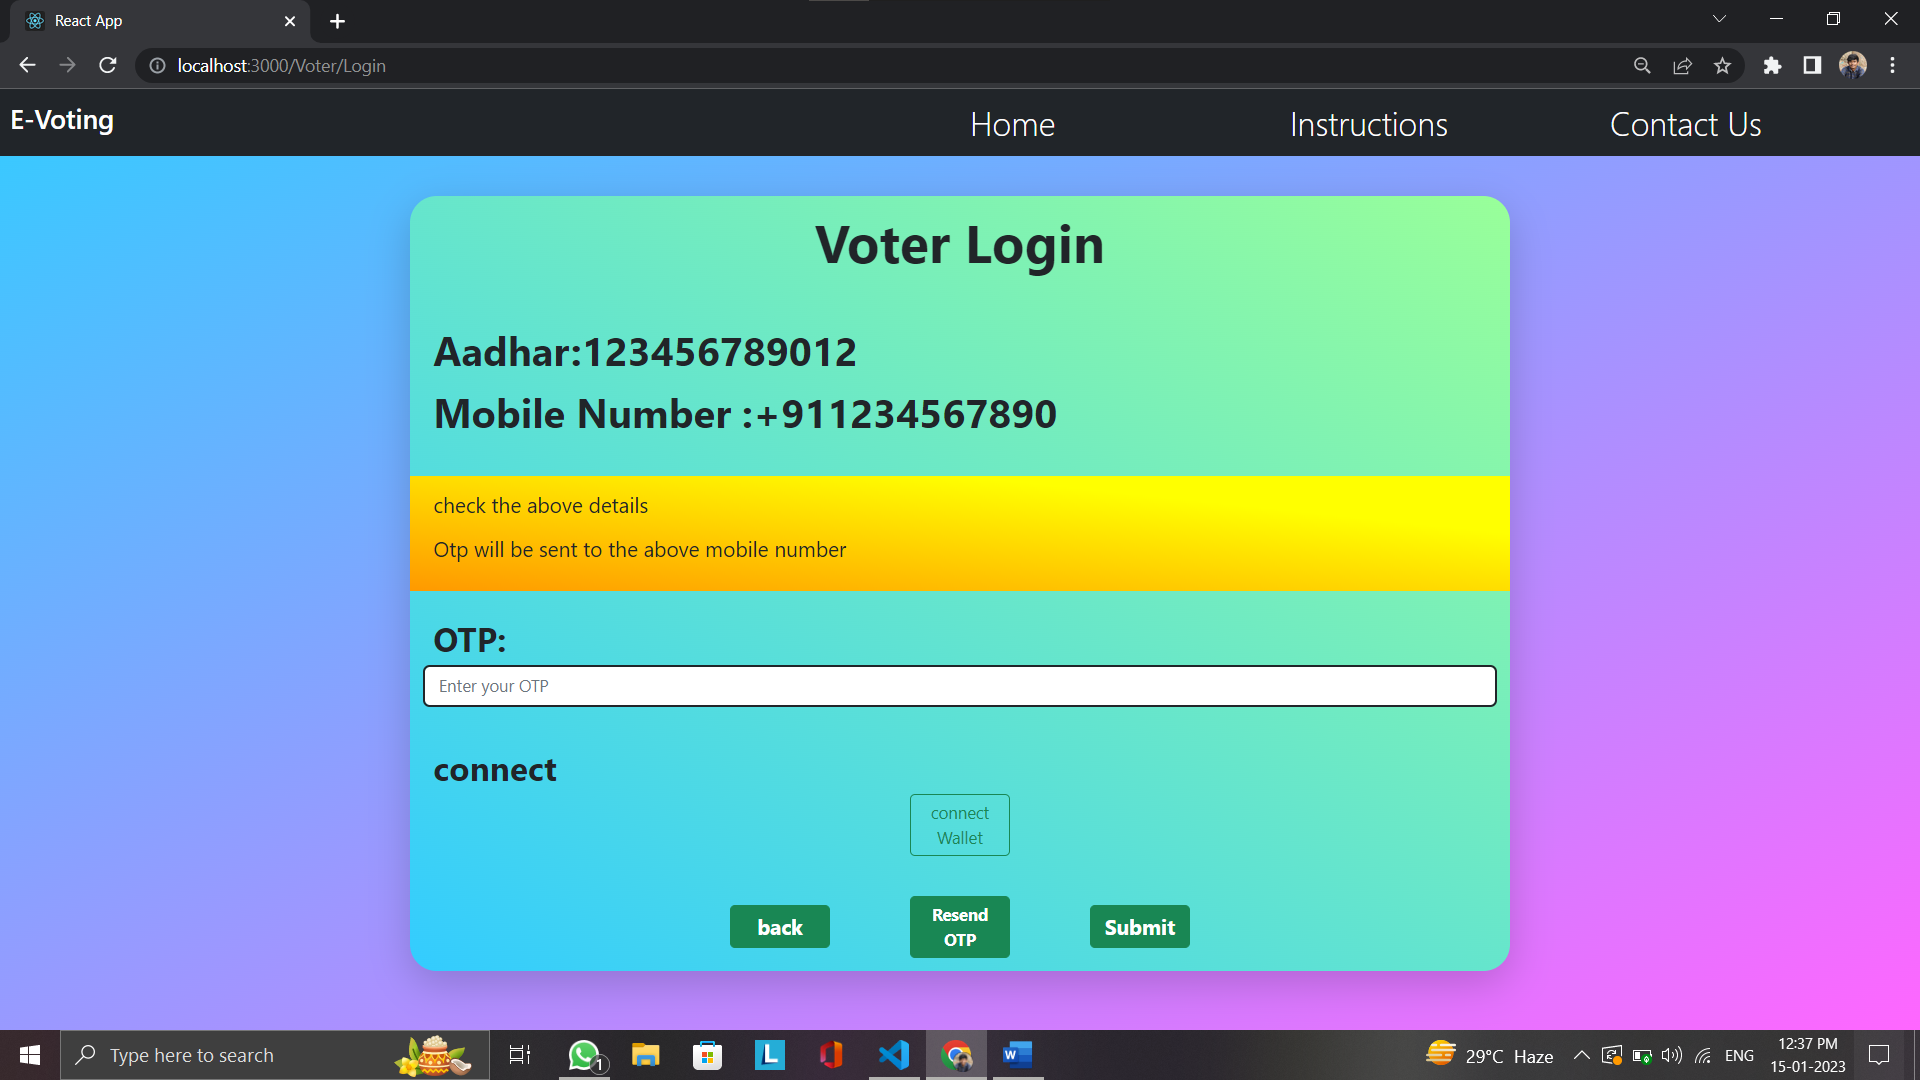 React App
localhost:3000/Voter/Login
E-Voting
Home
Instructions
Contact Us
Voter Login
Aadhar:123456789012
Mobile Number :+911234567890
check the above details
Otp will be sent to the above mobile number
OTP:
Enter your OTP
connect
connect
Wallet
back
Resend
OTP
Submit
Type here to search
1
L
W
29°C Haze
ENG
12:37 PM
15-01-2023